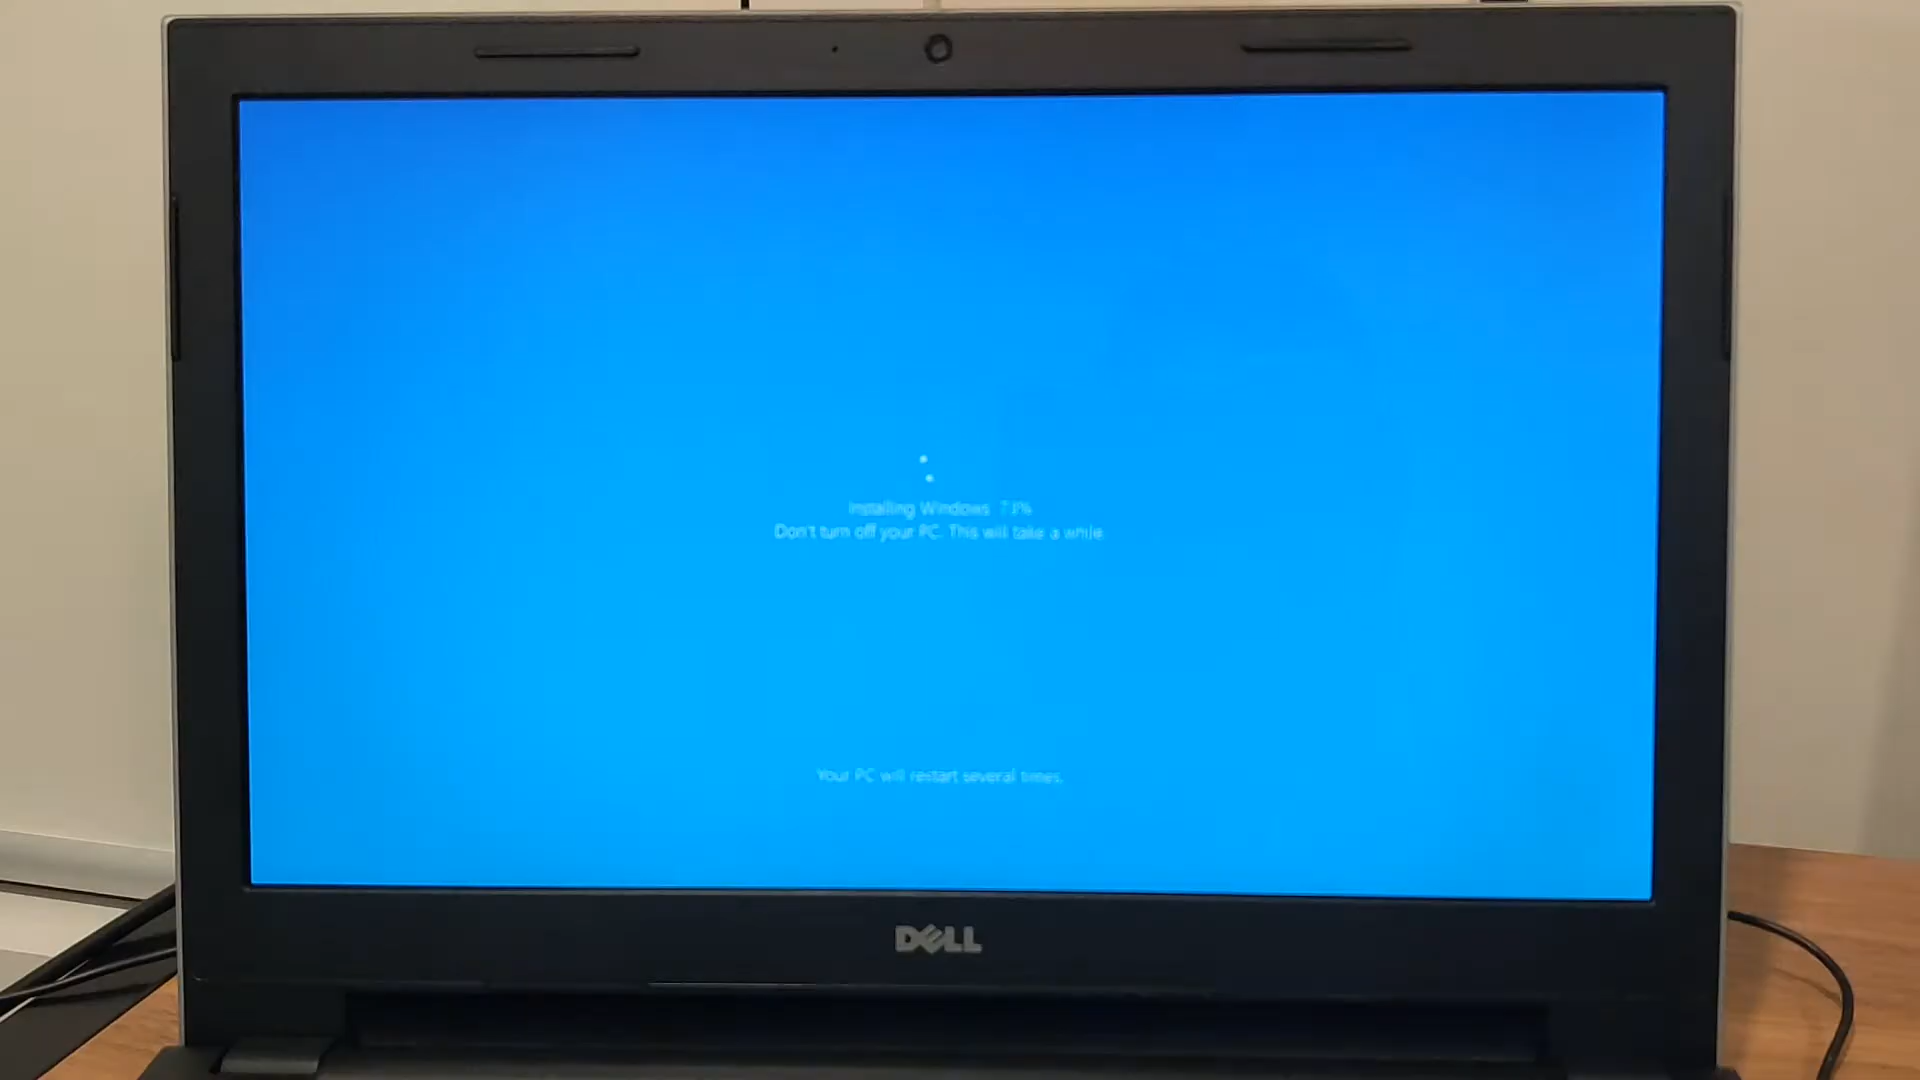 Installing Windows
Don't turn off your PC. This will take a while
Your PC will restart several times.
DELL